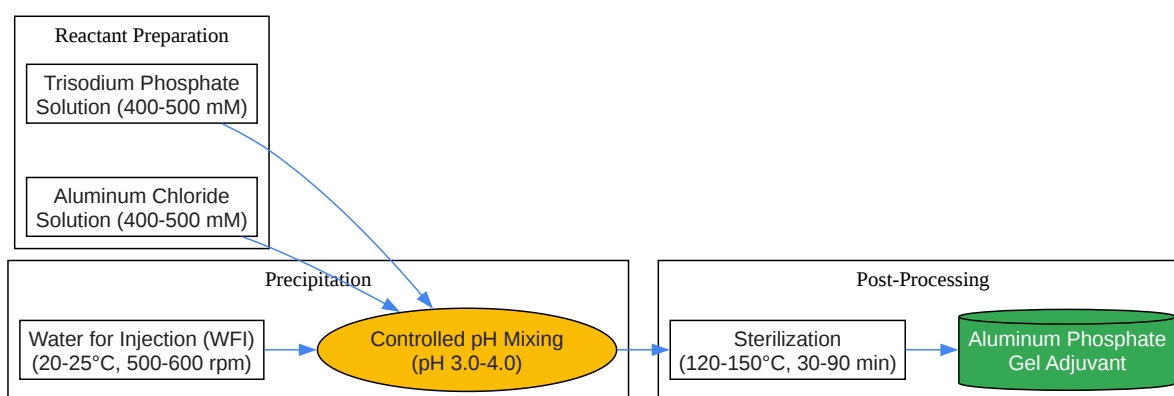 Reactant Preparation
Trisodium Phosphate
Solution (400-500 mM)
Aluminum Chloride
Solution (400-500 mM)
Precipitation
Water for Injection (WFI)
(20-25°C, 500-600 rpm)
Controlled pH Mixing
(pH 3.0-4.0)
Post-Processing
Sterilization
(120-150°C, 30-90 min)
Aluminum Phosphate
Gel Adjuvant